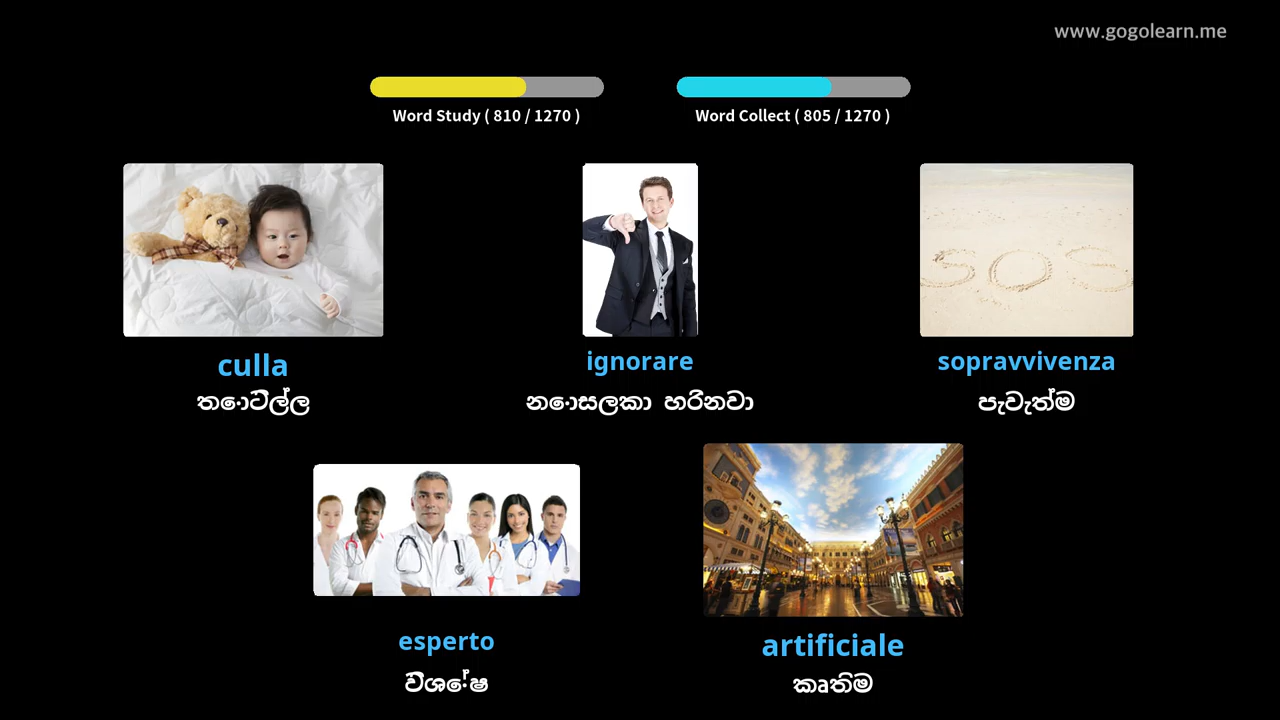 www.gogolearn.me
Word Study ( 810 / 1270 )
Word Collect ( 805 / 1270 )
culla
තොටිල්ල
ignorare
නොසලකා හරිනවා
sopravvivenza
පැවැත්ම
esperto
විශේෂ
artificiale
කෘතිම